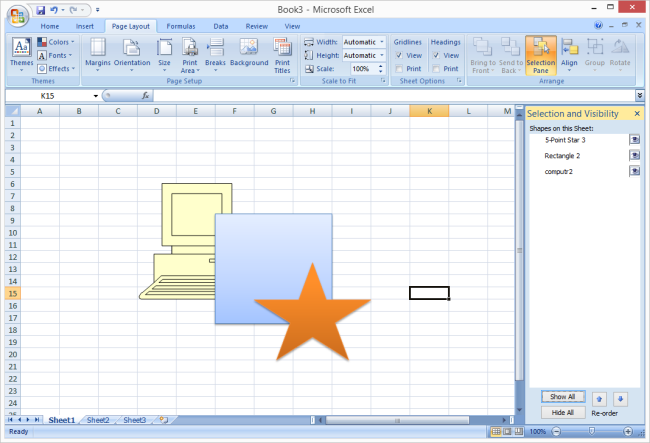 Book3 - Microsoft Excel
Home Insert Page Layout Formulas Data Review View
Themes Colors Fonts Effects
Margins Orientation Size Print Area Breaks Background Print Titles
Width: Automatic
Height: Automatic
Scale: 100%
Gridlines Headings
View View
Print Print
Bring to Front Send to Back Selection Pane Align Group Rotate
Themes Page Setup Scale to Fit Sheet Options Arrange
K15 fx
A B C D E F G H I J K L M
1
2
3
4
5
6
7
8
9
10
11
12
13
14
15
16
17
18
19
20
21
22
23
24
25
Selection and Visibility
Shapes on this Sheet:
5-Point Star 3
Rectangle 2
computr2
Show All
Hide All Re-order
Sheet1 Sheet2 Sheet3
Ready 100%